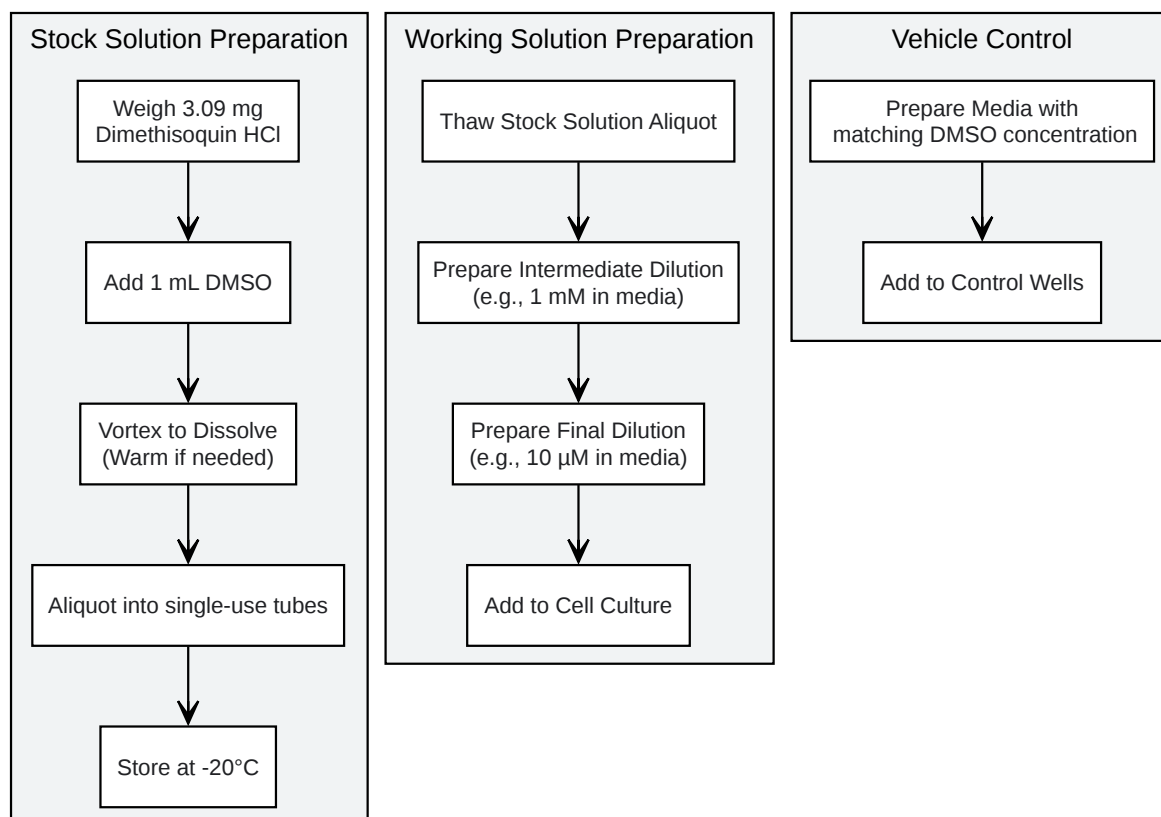 Stock Solution Preparation
Weigh 3.09 mg
Dimethisoquin HCl
Add 1 mL DMSO
Vortex to Dissolve
(Warm if needed)
Aliquot into single-use tubes
Store at -20°C
Working Solution Preparation
Thaw Stock Solution Aliquot
Prepare Intermediate Dilution
(e.g., 1 mM in media)
Prepare Final Dilution
(e.g., 10 µM in media)
Add to Cell Culture
Vehicle Control
Prepare Media with
matching DMSO concentration
Add to Control Wells